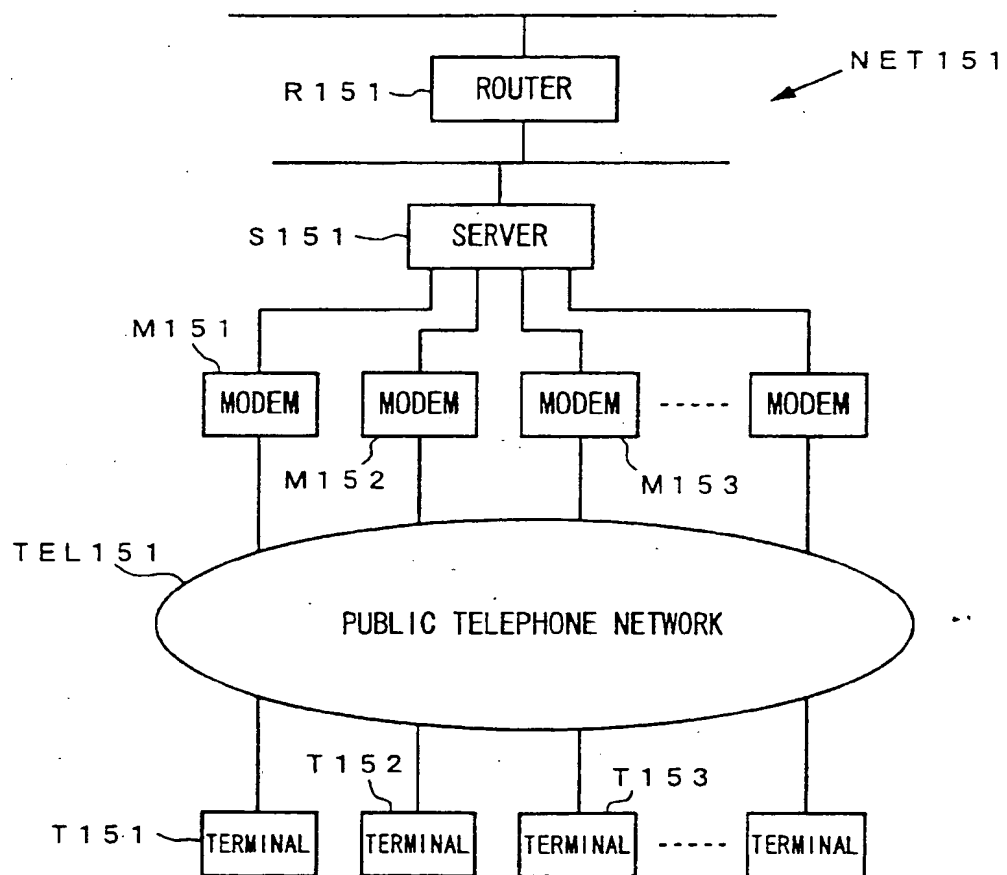 NET151
R151
ROUTER
S151
SERVER
M151
MODEM
MODEM
MODEM
-----
MODEM
M152
M153
TEL151
PUBLIC TELEPHONE NETWORK
T152
T153
T151
TERMINAL
TERMINAL
TERMINAL
-----
TERMINAL